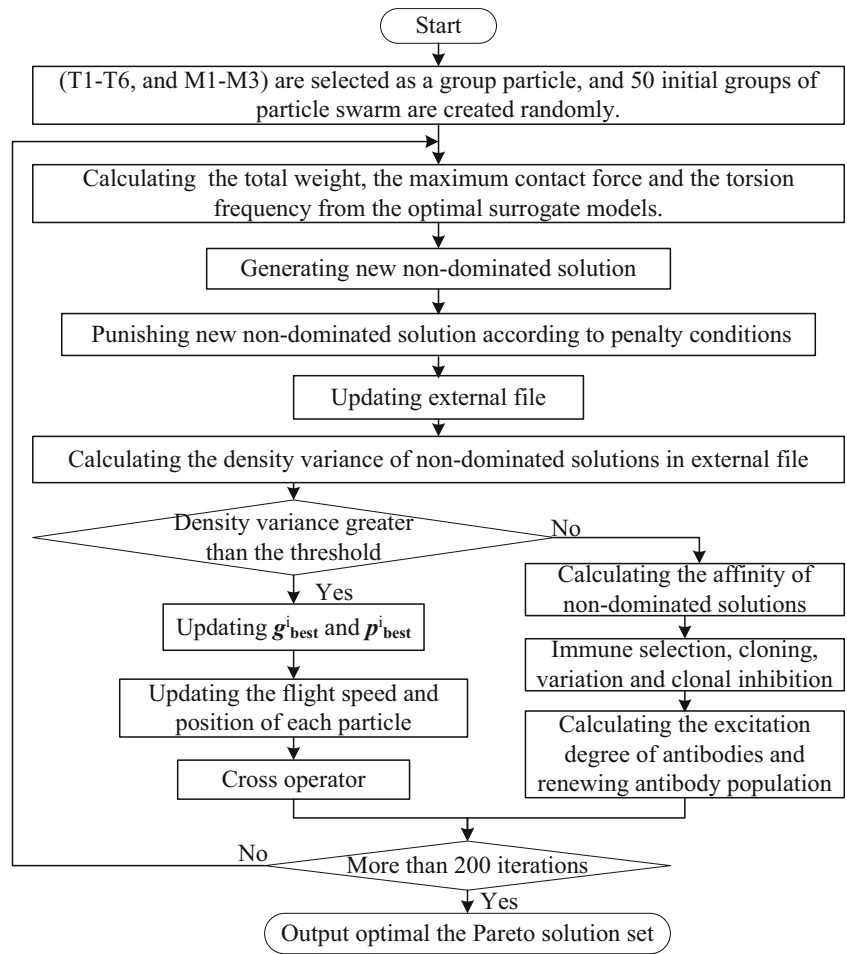 Start
(T1-T6, and M1-M3) are selected as a group particle, and 50 initial groups of
particle swarm are created randomly.
Calculating the total weight, the maximum contact force and the torsion
frequency from the optimal surrogate models.
Generating new non-dominated solution
Punishing new non-dominated solution according to penalty conditions
Updating external file
Calculating the density variance of non-dominated solutions in external file
Density variance greater
than the threshold
No
Yes
Updating g^i_best and p^i_best
Updating the flight speed and
position of each particle
Cross operator
Calculating the affinity of
non-dominated solutions
Immune selection, cloning,
variation and clonal inhibition
Calculating the excitation
degree of antibodies and
renewing antibody population
No
More than 200 iterations
Yes
Output optimal the Pareto solution set